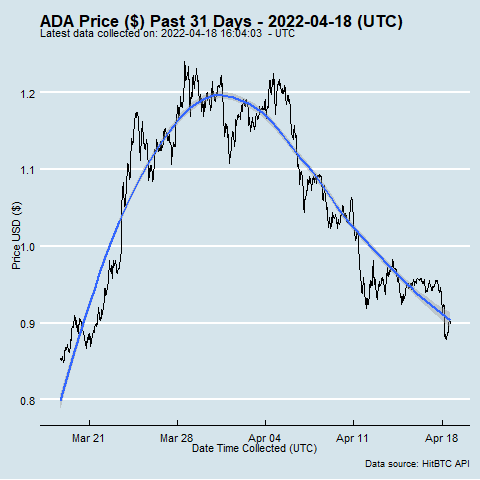 ADA Price ($) Past 31 Days - 2022-04-18 (UTC)
Latest data collected on: 2022-04-18 16:04:03 - UTC
Price USD ($)
1.2
1.1
1.0
0.9
0.8
Mar 21 Mar 28 Apr 04 Apr 11 Apr 18
Date Time Collected (UTC)
Data source: HitBTC API